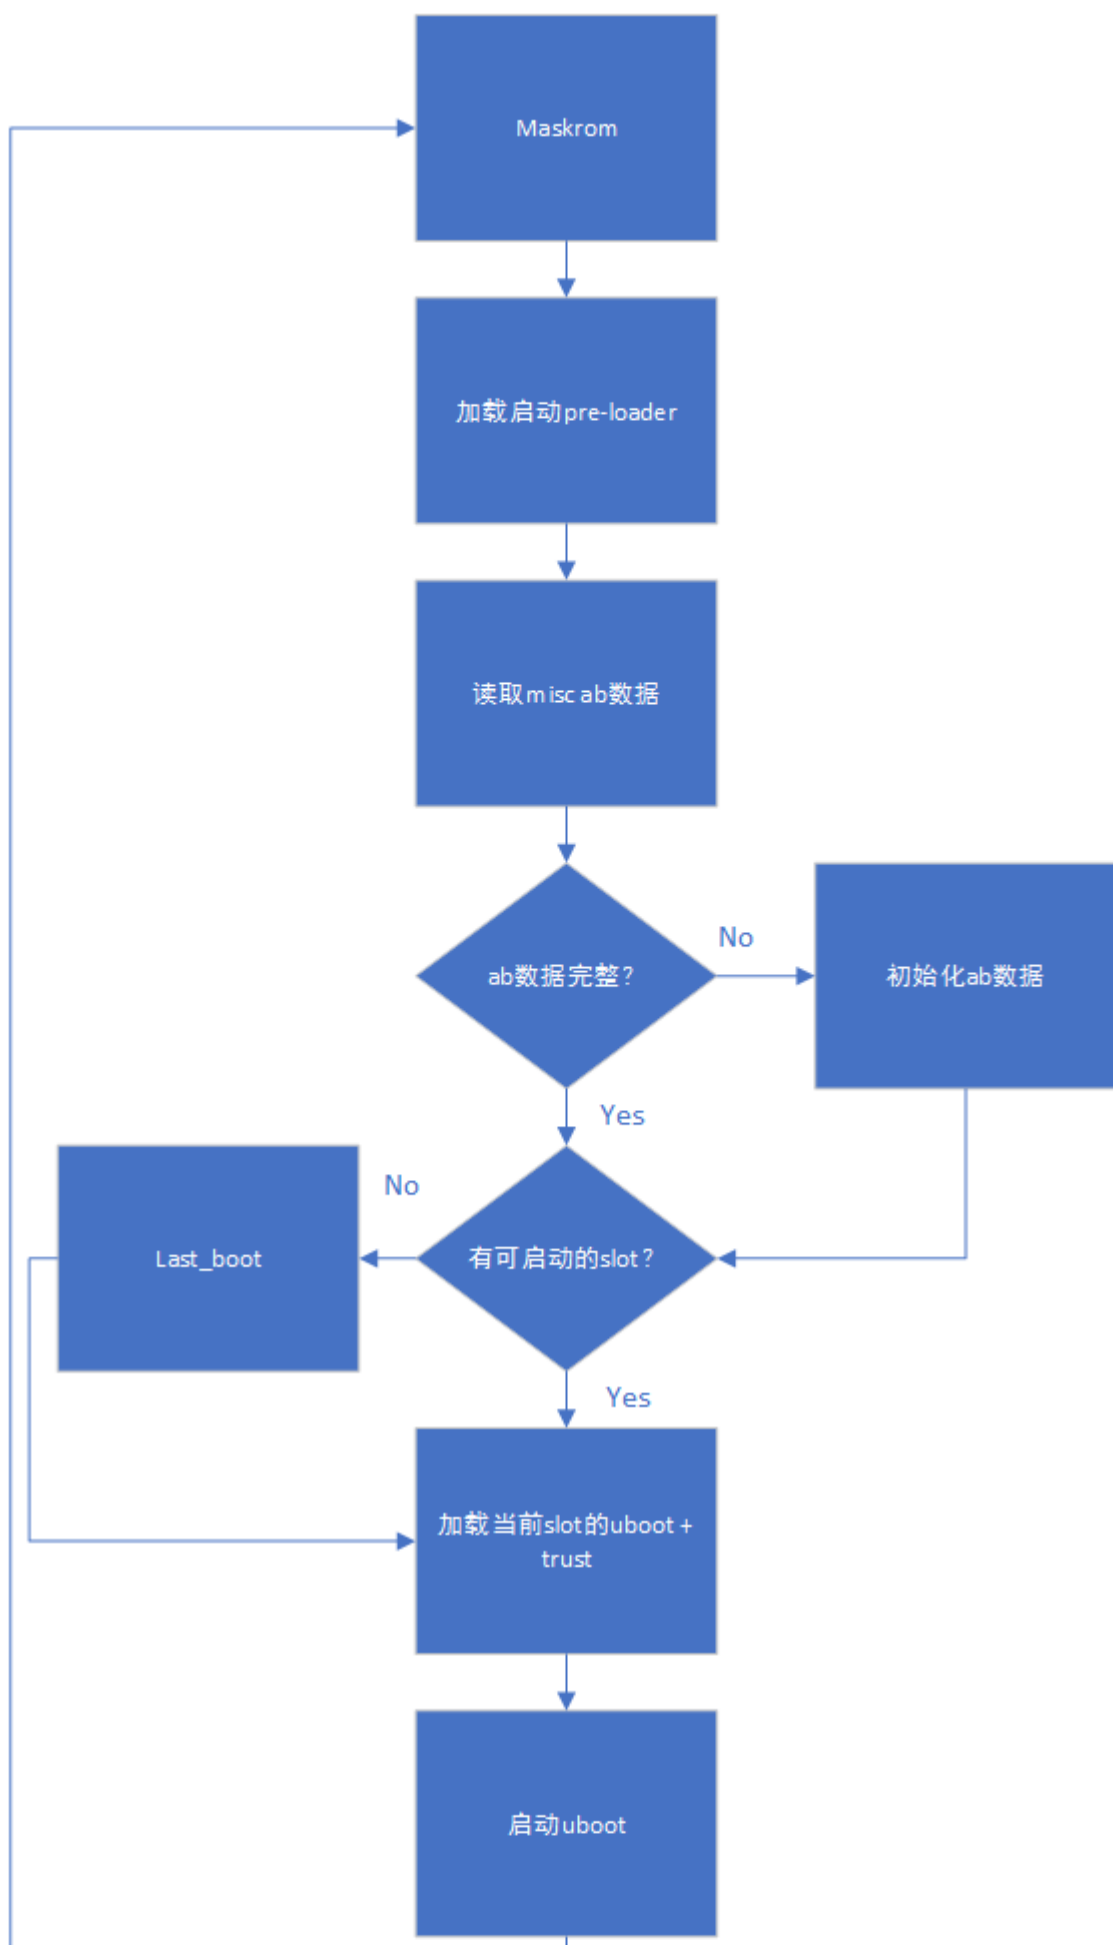 Maskrom
加载启动pre-loader
读取misc ab数据
ab数据完整？
No
初始化ab数据
Yes
No
Last_boot
有可启动的slot？
Yes
加载当前slot的uboot +
trust
启动uboot